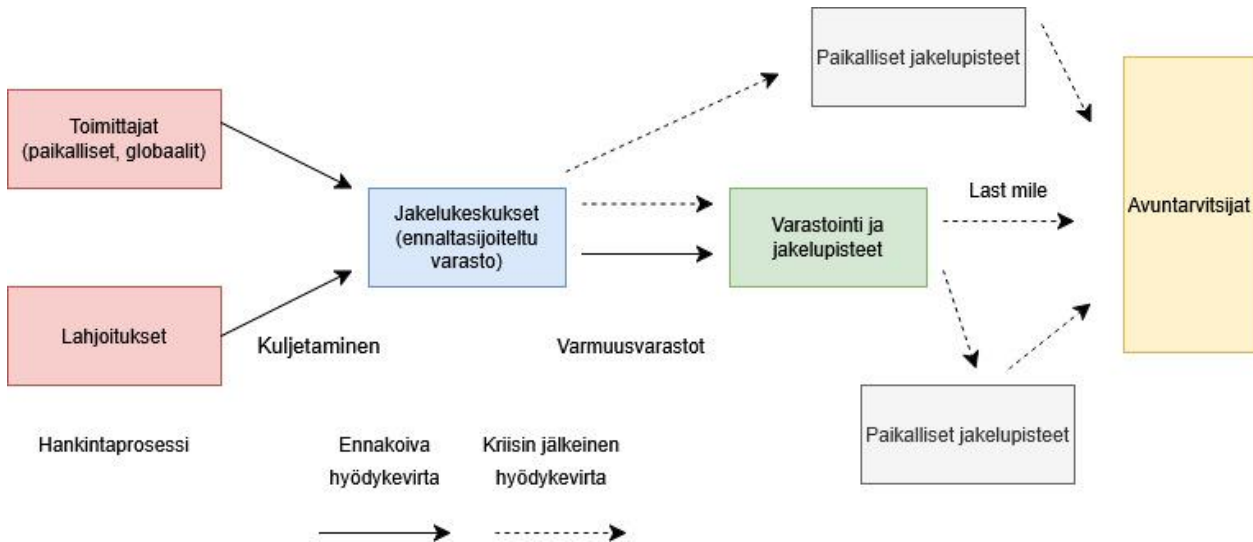 Paikalliset jakelupisteet
Toimittajat
(paikalliset, globaalit)
Jakelukeskukset
(ennaltasijoiteltu
varasto)
Varastointi ja
jakelupisteet
Last mile
Avuntarvitsijat
Lahjoitukset
Kuljetaminen
Varmuusvarastot
Paikalliset jakelupisteet
Hankintaprosessi
Ennakoiva
hyödykevirta
Kriisin jälkeinen
hyödykevirta